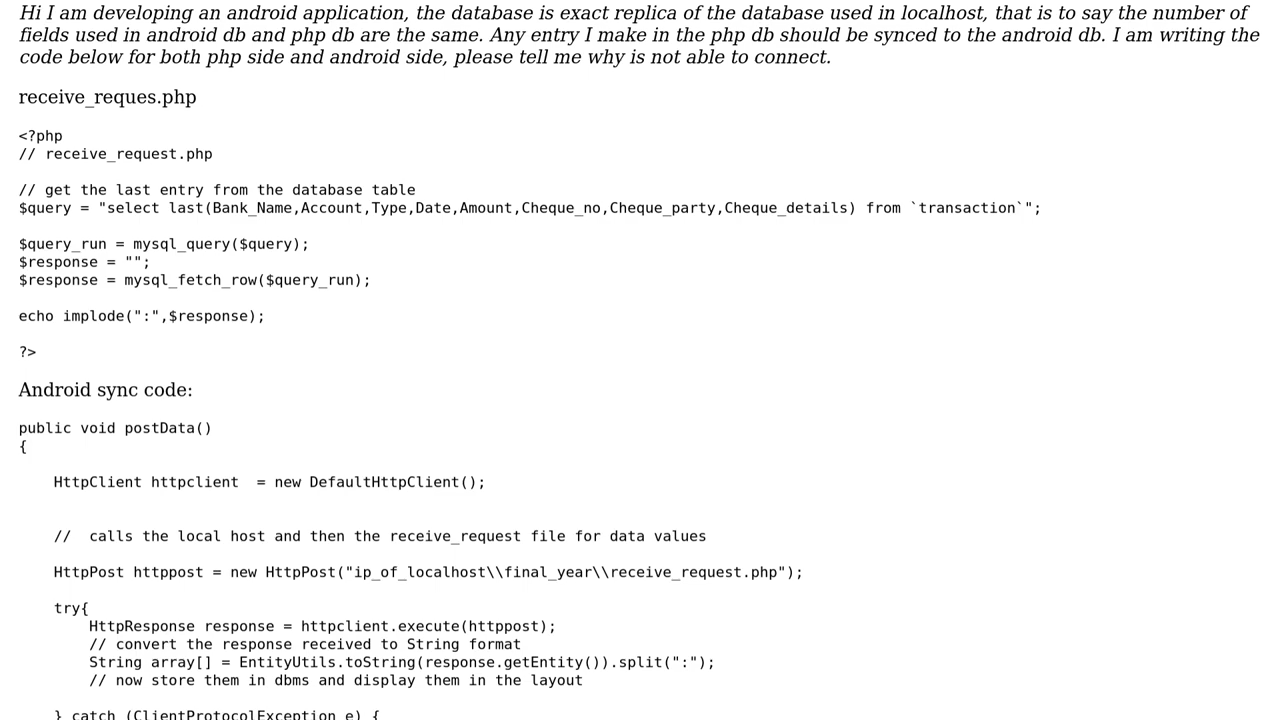 Hi I am developing an android application, the database is exact replica of the database used in localhost, that is to say the number of
fields used in android db and php db are the same. Any entry I make in the php db should be synced to the android db. I am writing the
code below for both php side and android side, please tell me why is not able to connect.
receive_reques.php
<?php
// receive_request.php
// get the last entry from the database table
$query = "select last(Bank_Name,Account,Type,Date,Amount,Cheque_no,Cheque_party,Cheque_details) from `transaction`";
$query_run = mysql_query($query);
$response = "";
$response = mysql_fetch_row($query_run);
echo implode(":",$response);
?>
Android sync code:
public void postData()
{
    HttpClient httpclient  = new DefaultHttpClient();
    //  calls the local host and then the receive_request file for data values
    HttpPost httppost = new HttpPost("ip_of_localhost\\final_year\\receive_request.php");
    try{
        HttpResponse response = httpclient.execute(httppost);
        // convert the response received to String format
        String array[] = EntityUtils.toString(response.getEntity()).split(":");
        // now store them in dbms and display them in the layout
    } catch (ClientProtocolException e) {